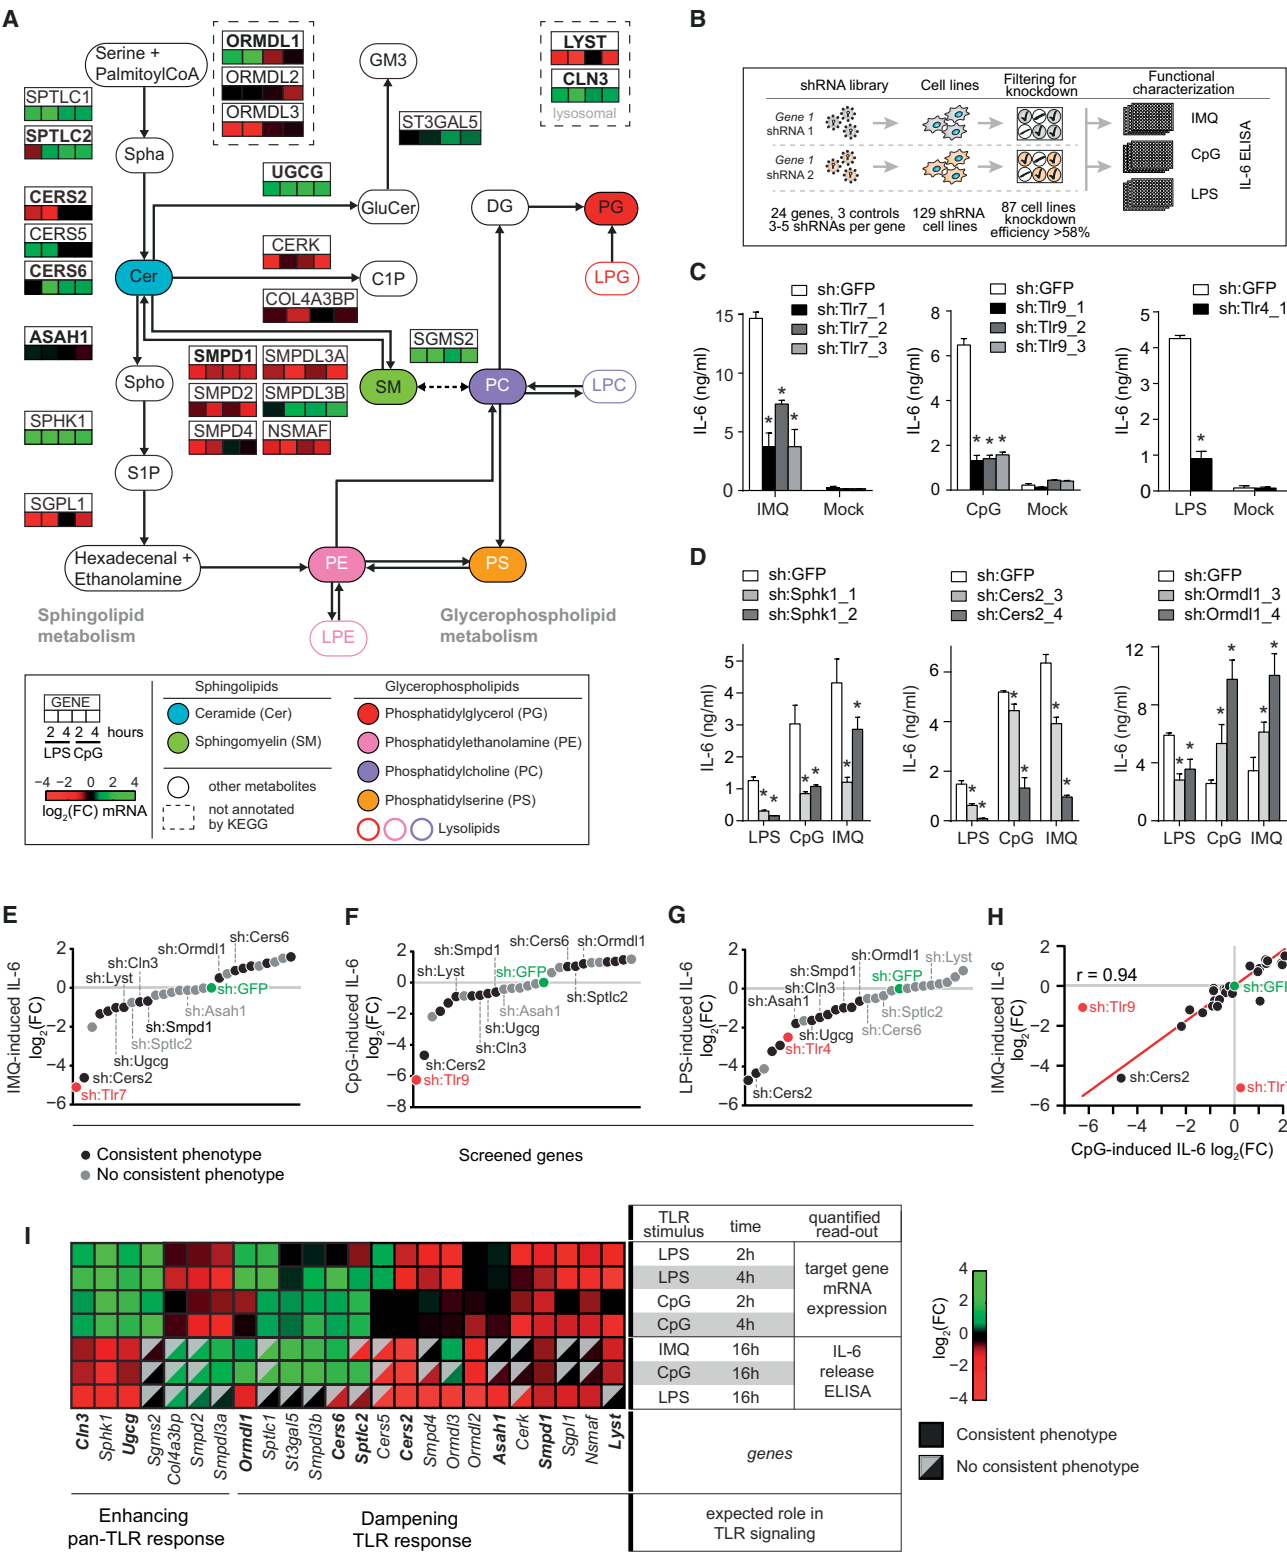 A
Serine +
PalmitoylCoA
ORMDL1
ORMDL2
ORMDL3
GM3
LYST
CLN3
lysosomal
SPTLC1
SPTLC2
ST3GAL5
Spha
UGCG
CERS2
CERS5
CERS6
GluCer
DG
PG
CERK
Cer
C1P
LPG
COL4A3BP
ASAH1
SGMS2
SMPD1
SMPDL3A
Spho
SM
PC
LPC
SMPD2
SMPDL3B
SPHK1
SMPD4
NSMAF
S1P
SGPL1
Hexadecenal +
Ethanolamine
PE
PS
Sphingolipid
metabolism
Glycerophospholipid
metabolism
LPE
GENE
2 4 2 4 hours
LPS CpG
−4 −2 0 2 4
log2(FC) mRNA
Sphingolipids
Ceramide (Cer)
Sphingomyelin (SM)
other metabolites
not annotated
by KEGG
Glycerophospholipids
Phosphatidylglycerol (PG)
Phosphatidylethanolamine (PE)
Phosphatidylcholine (PC)
Phosphatidylserine (PS)
Lysolipids
B
shRNA library
Cell lines
Filtering for
knockdown
Functional
characterization
Gene 1
shRNA 1
Gene 1
shRNA 2
IMQ
CpG
LPS
IL-6 ELISA
24 genes, 3 controls
3-5 shRNAs per gene
129 shRNA
cell lines
87 cell lines
knockdown
efficiency >58%
C
sh:GFP
sh:Tlr7_1
sh:Tlr7_2
sh:Tlr7_3
IL-6 (ng/ml)
15
10
5
0
* * *
IMQ Mock
sh:GFP
sh:Tlr9_1
sh:Tlr9_2
sh:Tlr9_3
IL-6 (ng/ml)
8
6
4
2
0
* * *
CpG Mock
sh:GFP
sh:Tlr4_1
IL-6 (ng/ml)
5
4
3
2
1
0
*
LPS Mock
D
sh:GFP
sh:Sphk1_1
sh:Sphk1_2
IL-6 (ng/ml)
5
4
3
2
1
0
* * * * * *
LPS CpG IMQ
sh:GFP
sh:Cers2_3
sh:Cers2_4
IL-6 (ng/ml)
6
4
2
0
* * * * * *
LPS CpG IMQ
sh:GFP
sh:Ormdl1_3
sh:Ormdl1_4
IL-6 (ng/ml)
12
8
4
0
* * * * * *
LPS CpG IMQ
E
IMQ-induced IL-6
log2(FC)
2
0
−2
−4
−6
sh:Cers6
sh:Ormdl1
sh:Cln3
sh:Lyst
sh:GFP
sh:Asah1
sh:Smpd1
sh:Sptlc2
sh:Ugcg
sh:Cers2
sh:Tlr7
F
CpG-induced IL-6
log2(FC)
2
0
−2
−4
−6
−8
sh:Cers6
sh:Ormdl1
sh:Smpd1
sh:Lyst
sh:GFP
sh:Sptlc2
sh:Asah1
sh:Ugcg
sh:Cln3
sh:Cers2
sh:Tlr9
G
LPS-induced IL-6
log2(FC)
2
0
−2
−4
−6
sh:Ormdl1
sh:Lyst
sh:Smpd1
sh:GFP
sh:Cln3
sh:Asah1
sh:Sptlc2
sh:Cers6
sh:Ugcg
sh:Tlr4
sh:Cers2
Consistent phenotype
No consistent phenotype
Screened genes
H
IMQ-induced IL-6
log2(FC)
2
0
−2
−4
−6
r = 0.94
sh:GFP
sh:Tlr9
sh:Cers2
sh:Tlr
−6 −4 −2 0 2
CpG-induced IL-6 log2(FC)
I
TLR
stimulus
time
quantified
read-out
LPS 2h
LPS 4h
CpG 2h
CpG 4h
target gene
mRNA
expression
IMQ 16h
CpG 16h
LPS 16h
IL-6
release
ELISA
Cln3
Sphk1
Ugcg
Sgms2
Col4a3bp
Smpd2
Smpdl3a
Ormdl1
Sptlc1
St3gal5
Smpdl3b
Cers6
Sptlc2
Cers5
Cers2
Smpd4
Ormdl3
Ormdl2
Asah1
Cerk
Smpd1
Sgpl1
Nsmaf
Lyst
genes
Enhancing
pan-TLR response
Dampening
TLR response
expected role in
TLR signaling
log2(FC)
4
2
0
−2
−4
Consistent phenotype
No consistent phenotype